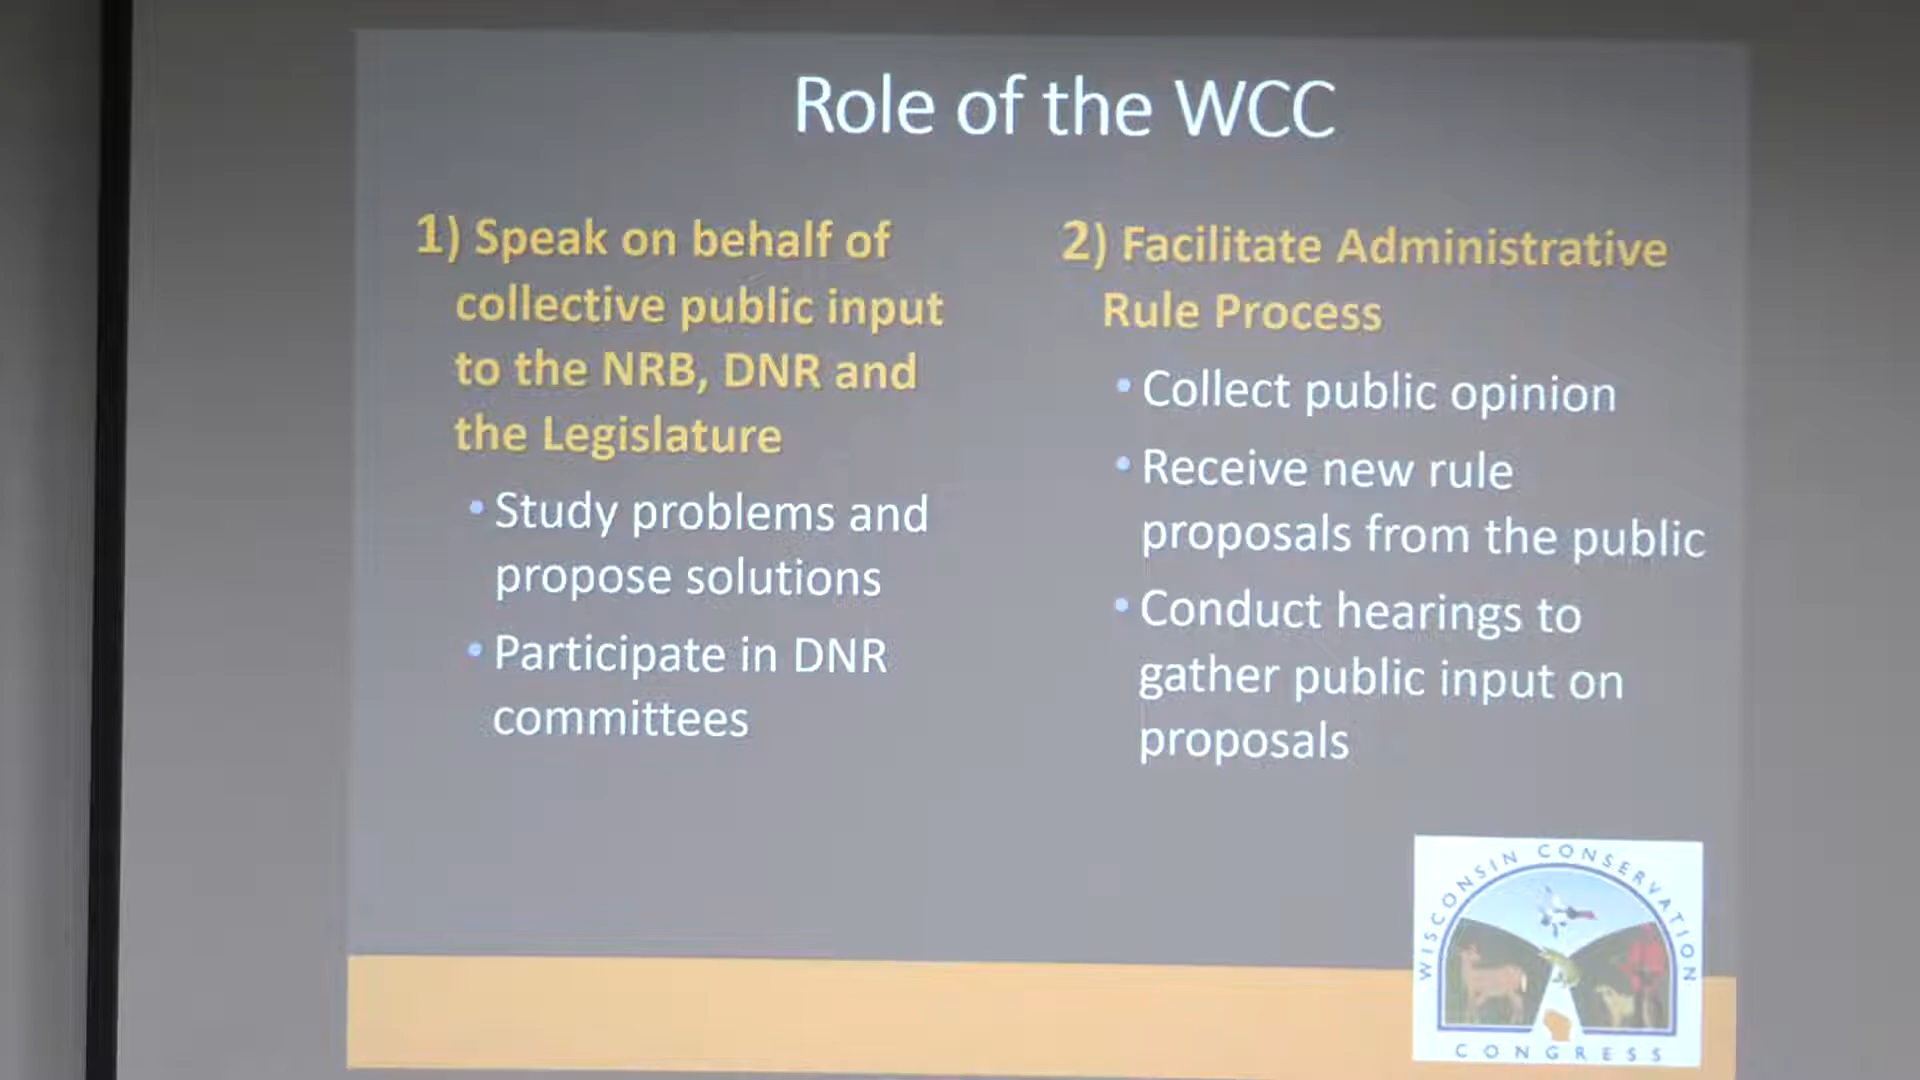 Role of the WCC
1) Speak on behalf of
collective public input
to the NRB, DNR and
the Legislature
• Study problems and
propose solutions
• Participate in DNR
committees
2) Facilitate Administrative
Rule Process
• Collect public opinion
• Receive new rule
proposals from the public
• Conduct hearings to
gather public input on
proposals
WISCONSIN CONSERVATION
CONGRESS